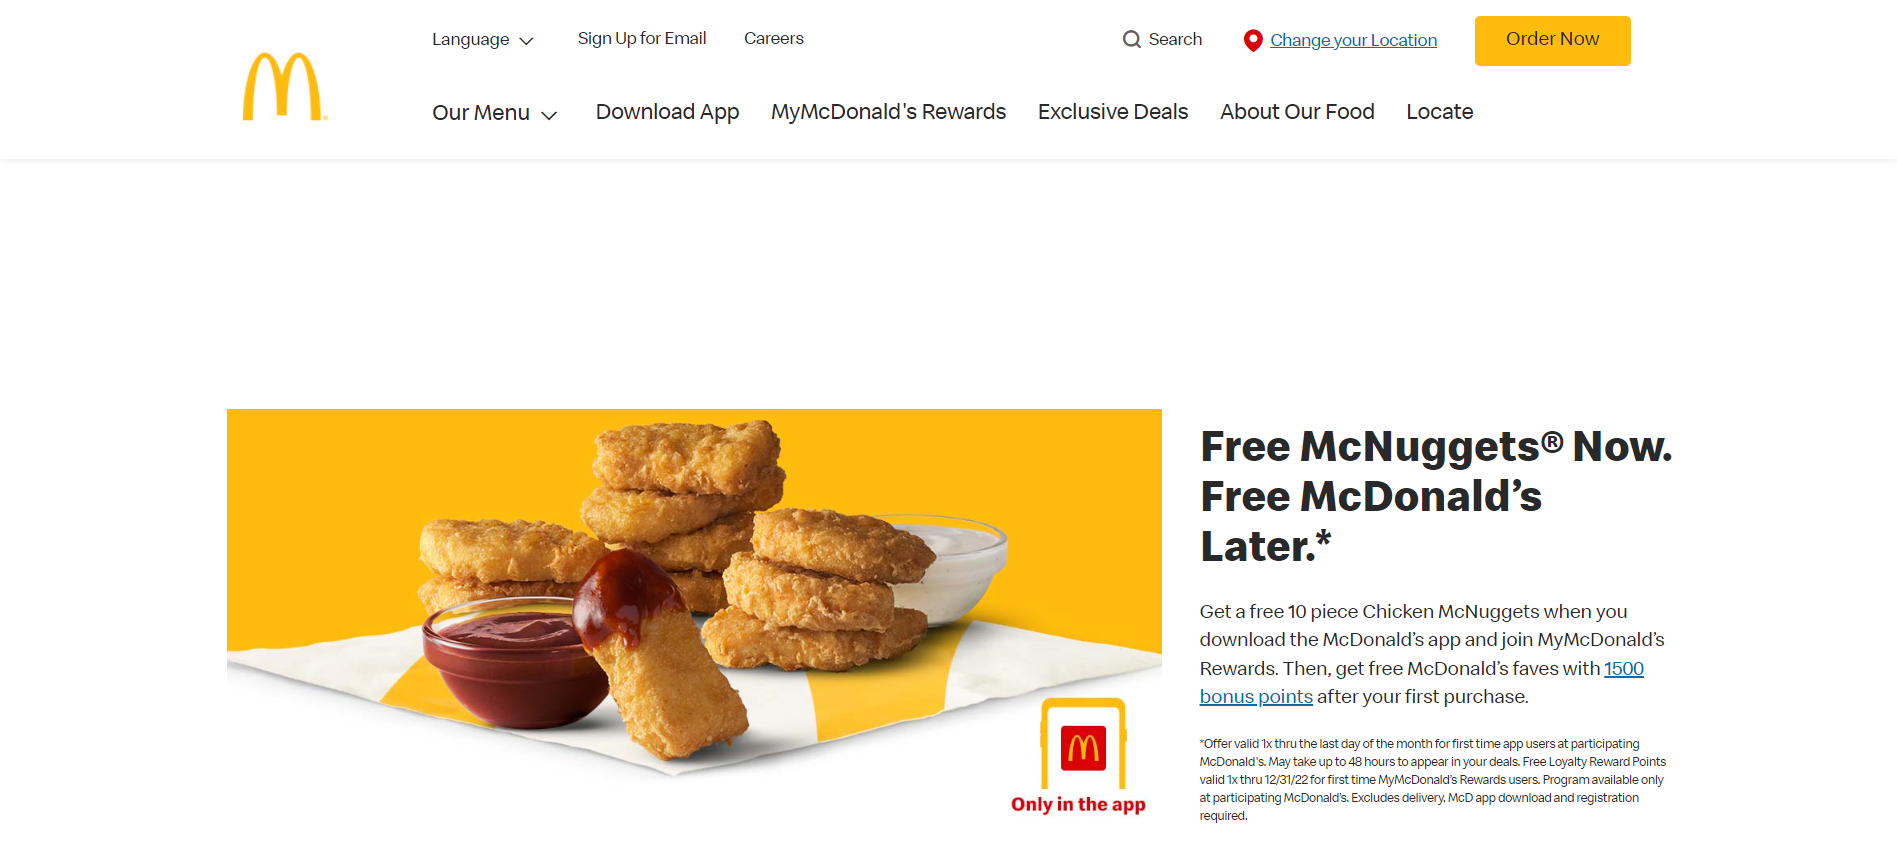 Language
Sign Up for Email
Careers
Search
Change your Location
Order Now
Our Menu
Download App
MyMcDonald's Rewards
Exclusive Deals
About Our Food
Locate
Free McNuggets® Now.
Free McDonald’s
Later.*
Get a free 10 piece Chicken McNuggets when you
download the McDonald’s app and join MyMcDonald’s
Rewards. Then, get free McDonald’s faves with 1500
bonus points after your first purchase.
*Offer valid 1x thru the last day of the month for first time app users at participating
McDonald's. May take up to 48 hours to appear in your deals. Free Loyalty Reward Points
valid 1x thru 12/31/22 for first time MyMcDonald’s Rewards users. Program available only
at participating McDonald’s. Excludes delivery. McD app download and registration
required.
Only in the app